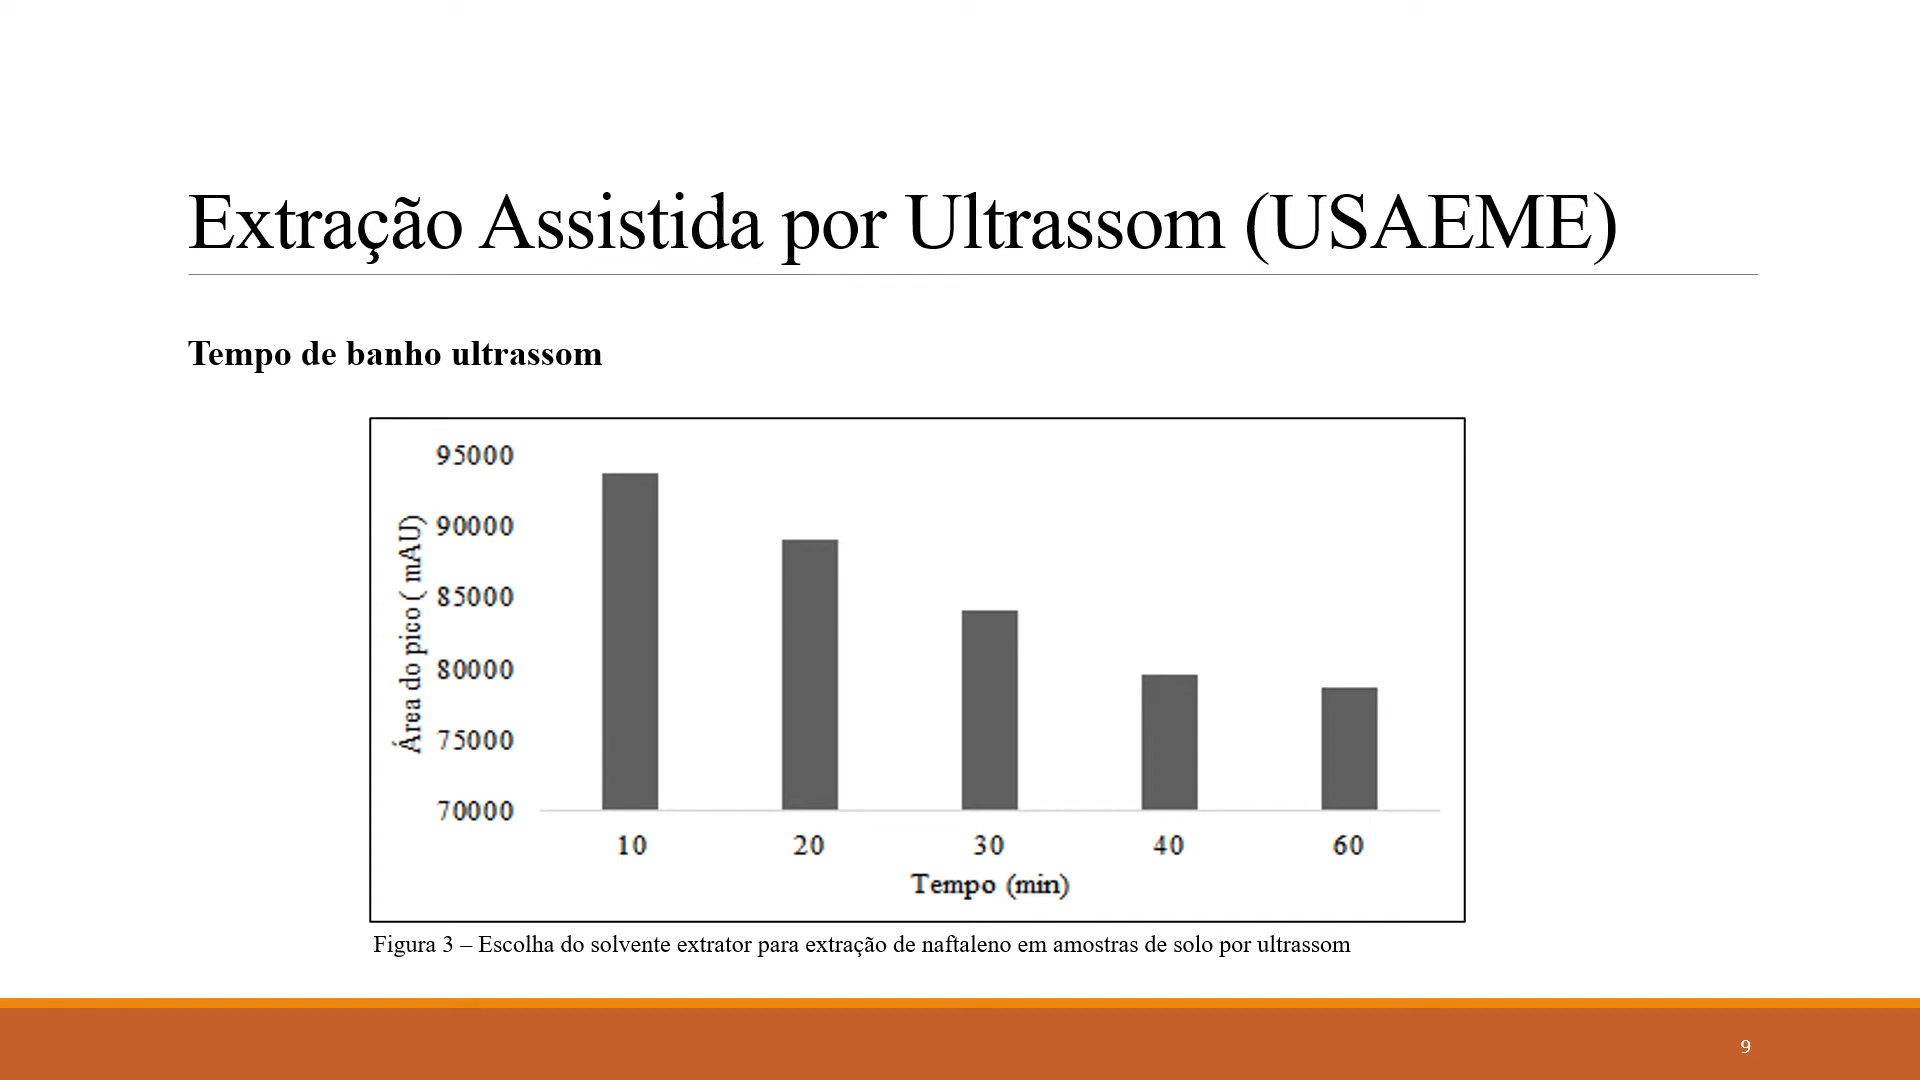 Extração Assistida por Ultrassom (USAEME)
Tempo de banho ultrassom
95000
90000
85000
80000
75000
70000
Área do pico ( mAU)
10 20 30 40 60
Tempo (min)
Figura 3 – Escolha do solvente extrator para extração de naftaleno em amostras de solo por ultrassom
9